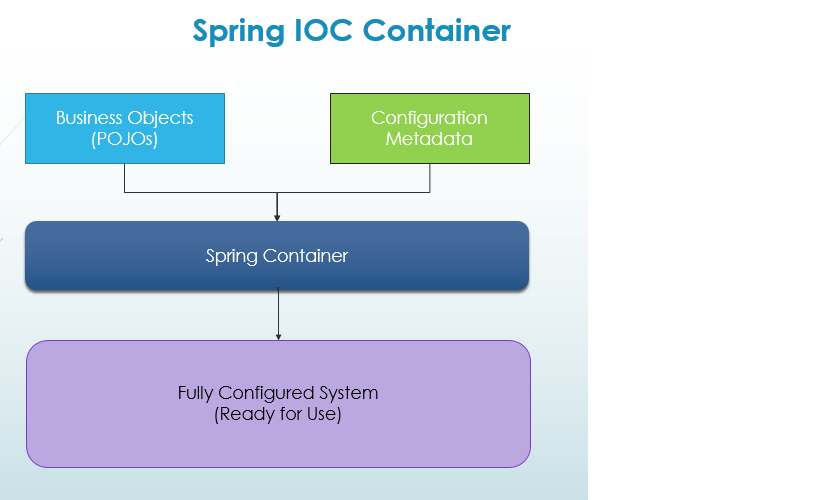 Spring IOC Container
Business Objects
(POJOs)
Configuration
Metadata
Spring Container
Fully Configured System
(Ready for Use)